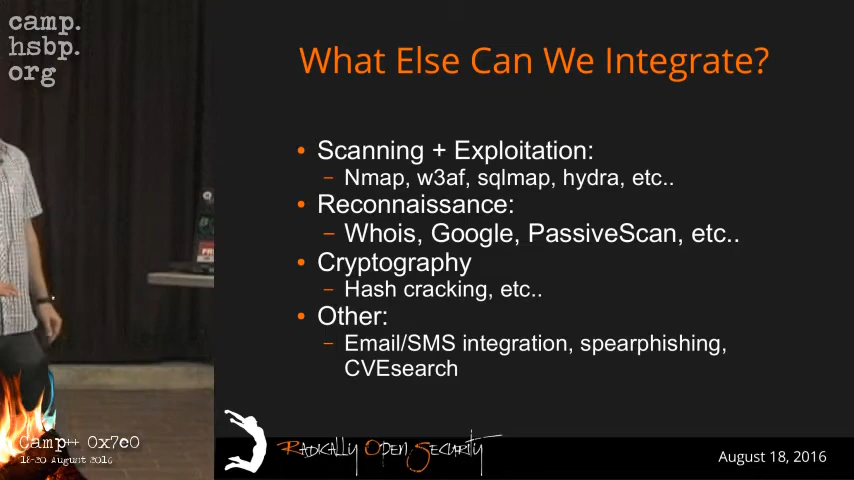 camp.
hsbp.
org
What Else Can We Integrate?
• Scanning + Exploitation:
– Nmap, w3af, sqlmap, hydra, etc..
• Reconnaissance:
– Whois, Google, PassiveScan, etc..
• Cryptography
– Hash cracking, etc..
• Other:
– Email/SMS integration, spearphishing,
CVEsearch
Camp++ 0x7e0
18-20 August 2016
Radically Open Security
August 18, 2016